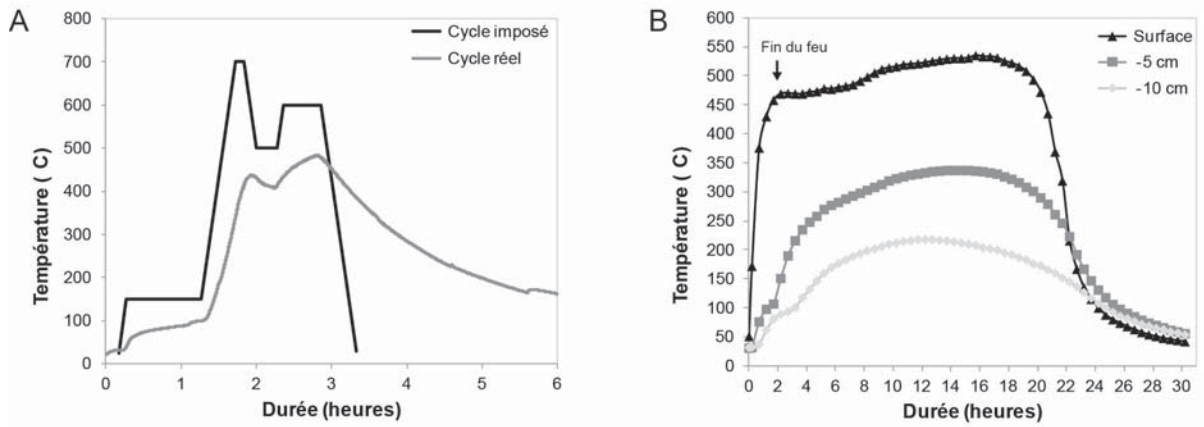 A
Température ( C)
800
700
600
500
400
300
200
100
0
0 1 2 3 4 5 6
Durée (heures)
Cycle imposé
Cycle réel
B
Température ( C)
600
550
500
450
400
350
300
250
200
150
100
50
0
0 2 4 6 8 10 12 14 16 18 20 22 24 26 28 30
Durée (heures)
Fin du feu
Surface
-5 cm
-10 cm